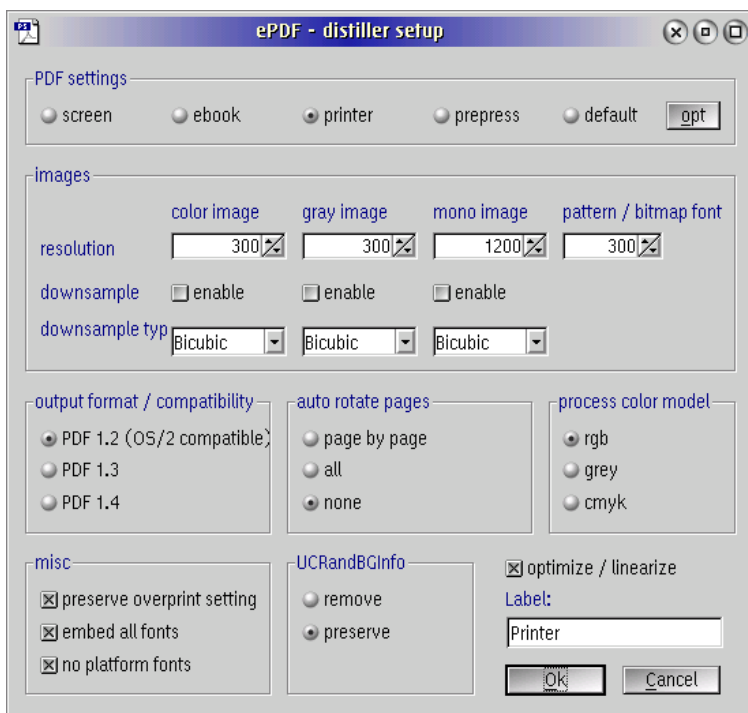 PS
ePDF - distiller setup
PDF settings
screen ebook printer prepress default opt
images
color image gray image mono image pattern / bitmap font
resolution 300 300 1200 300
downsample enable enable enable
downsample typ Bicubic Bicubic Bicubic
output format / compatibility
PDF 1.2 (OS/2 compatible)
PDF 1.3
PDF 1.4
auto rotate pages
page by page
all
none
process color model
rgb
grey
cmyk
misc
preserve overprint setting
embed all fonts
no platform fonts
UCRandBGInfo
remove
preserve
optimize / linearize
Label:
Printer
Ok Cancel